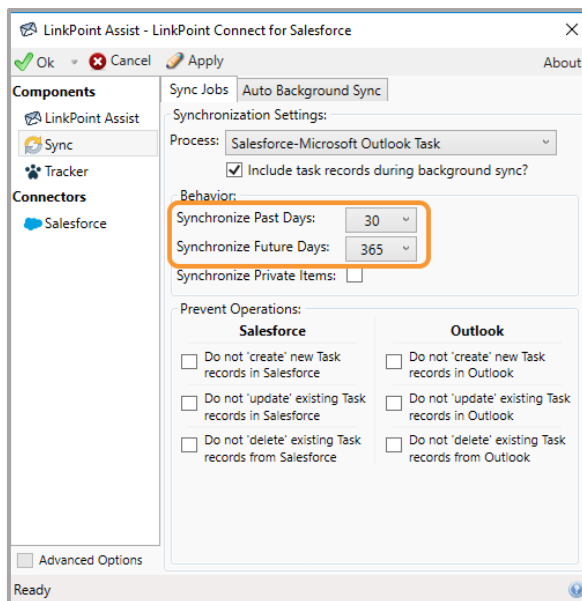 LinkPoint Assist - LinkPoint Connect for Salesforce
Ok Cancel Apply About
Components
LinkPoint Assist
Sync
Tracker
Connectors
Salesforce
Sync Jobs Auto Background Sync
Synchronization Settings:
Process: Salesforce-Microsoft Outlook Task
Include task records during background sync?
Behavior:
Synchronize Past Days: 30
Synchronize Future Days: 365
Synchronize Private Items:
Prevent Operations:
Salesforce
Do not 'create' new Task
records in Salesforce
Do not 'update' existing Task
records in Salesforce
Do not 'delete' existing Task
records from Salesforce
Outlook
Do not 'create' new Task
records in Outlook
Do not 'update' existing Task
records in Outlook
Do not 'delete' existing Task
records from Outlook
Advanced Options
Ready